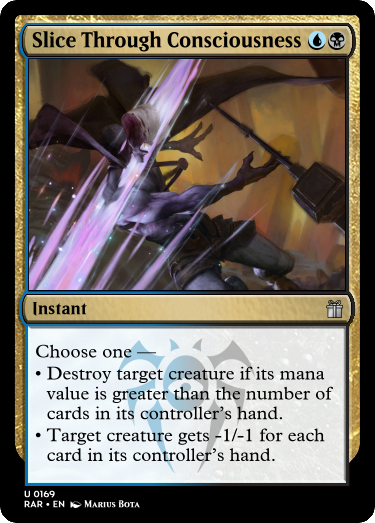 Slice Through Consciousness
Instant
Choose one —
• Destroy target creature if its mana
value is greater than the number of
cards in its controller's hand.
• Target creature gets -1/-1 for each
card in its controller's hand.
U 0169
RAR • EN Marius Bota